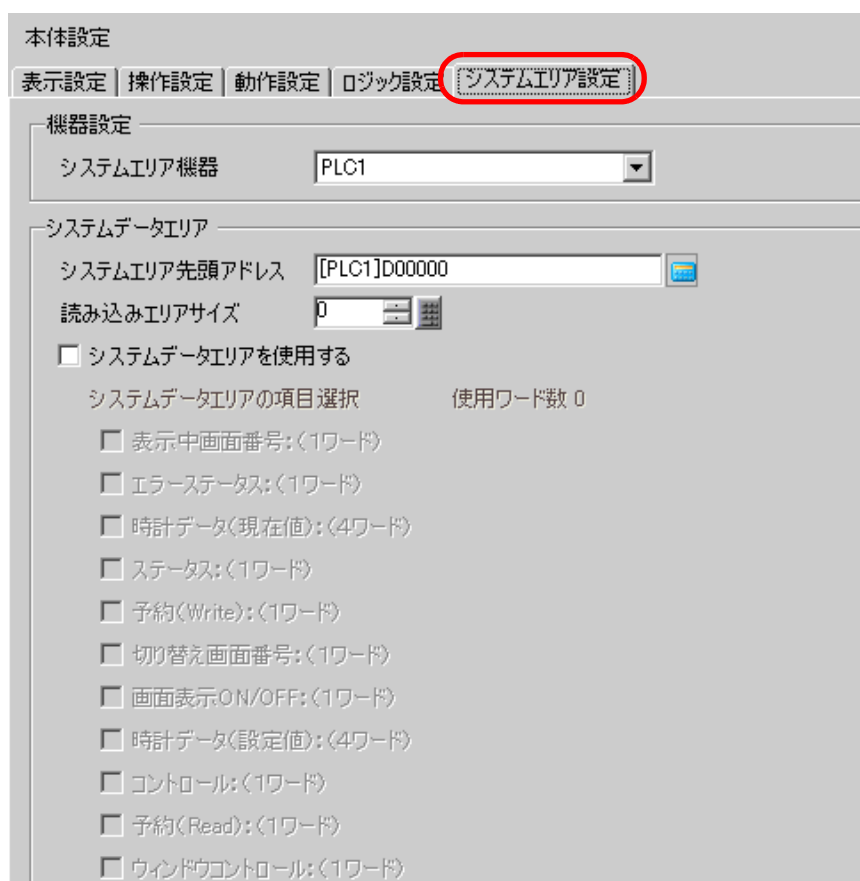 本体設定
表示設定 操作設定 動作設定 ロジック設定 システムエリア設定
機器設定
システムエリア機器 PLC1
システムデータエリア
システムエリア先頭アドレス [PLC1]D00000
読み込みエリアサイズ 0
システムデータエリアを使用する
システムデータエリアの項目選択 使用ワード数 0
表示中画面番号:(1ワード)
エラーステータス:(1ワード)
時計データ(現在値):(4ワード)
ステータス:(1ワード)
予約(Write):(1ワード)
切り替え画面番号:(1ワード)
画面表示ON/OFF:(1ワード)
時計データ(設定値):(4ワード)
コントロール:(1ワード)
予約(Read):(1ワード)
ウィンドウコントロール:(1ワード)